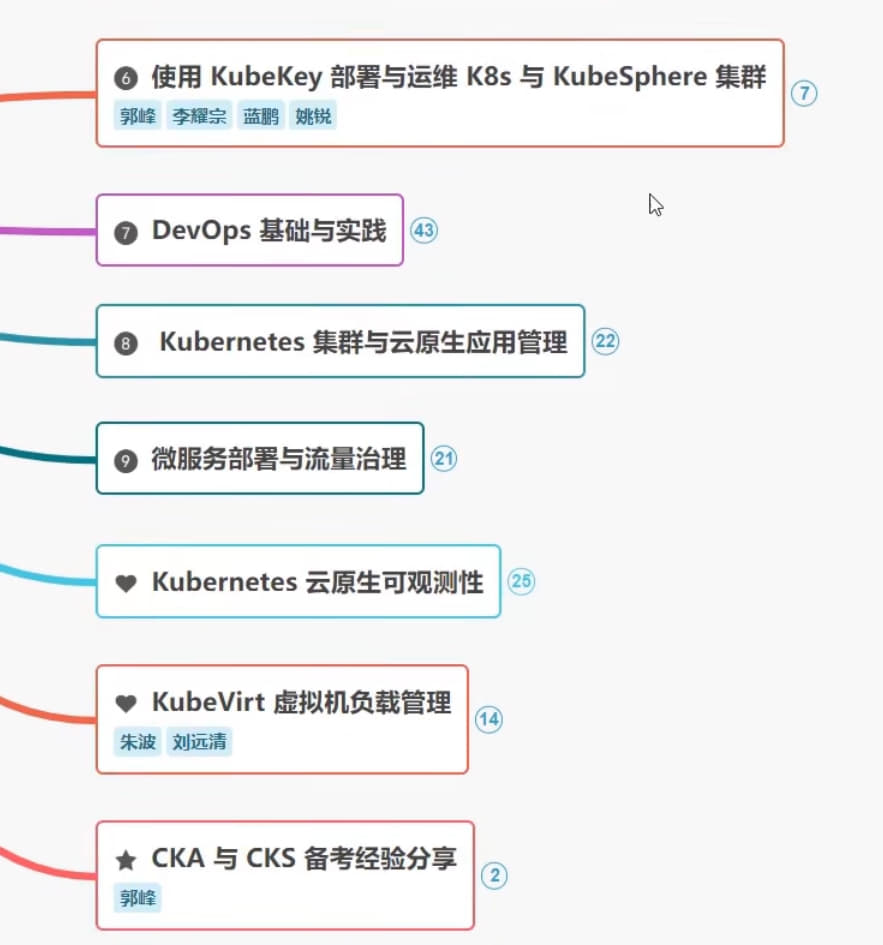 6 使用 KubeKey 部署与运维 K8s 与 KubeSphere 集群
郭峰 李耀宗 蓝鹏 姚锐
7
7 DevOps 基础与实践
43
8 Kubernetes 集群与云原生应用管理
22
9 微服务部署与流量治理
21
Kubernetes 云原生可观测性
25
KubeVirt 虚拟机负载管理
朱波 刘远清
14
CKA 与 CKS 备考经验分享
郭峰
2